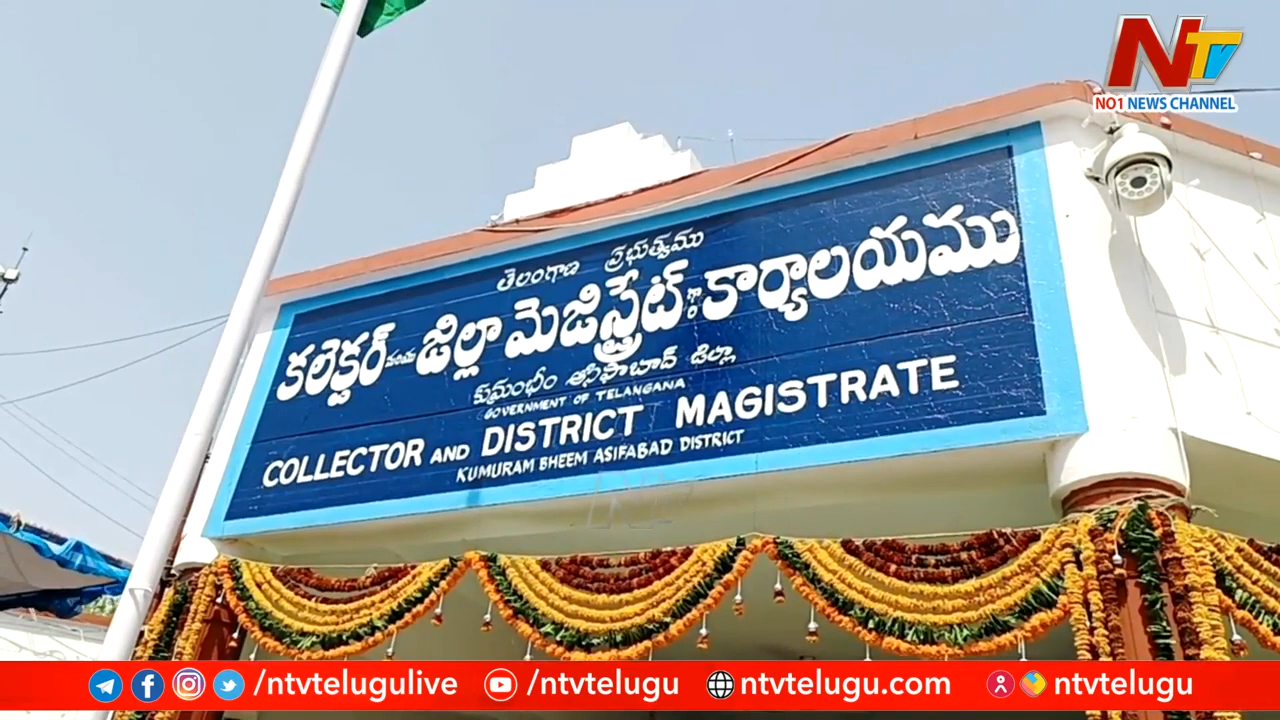 NTV
NO1 NEWS CHANNEL
తెలంగాణ ప్రభుత్వము
కలెక్టర్ మరియు జిల్లా మెజిస్ట్రేట్ గారి కార్యాలయము
కుమ్రంభీం ఆసిఫాబాద్ జిల్లా
GOVERNMENT OF TELANGANA
COLLECTOR AND DISTRICT MAGISTRATE
KUMURAM BHEEM ASIFABAD DISTRICT
/ntvtelugulive /ntvtelugu ntvtelugu.com ntvtelugu